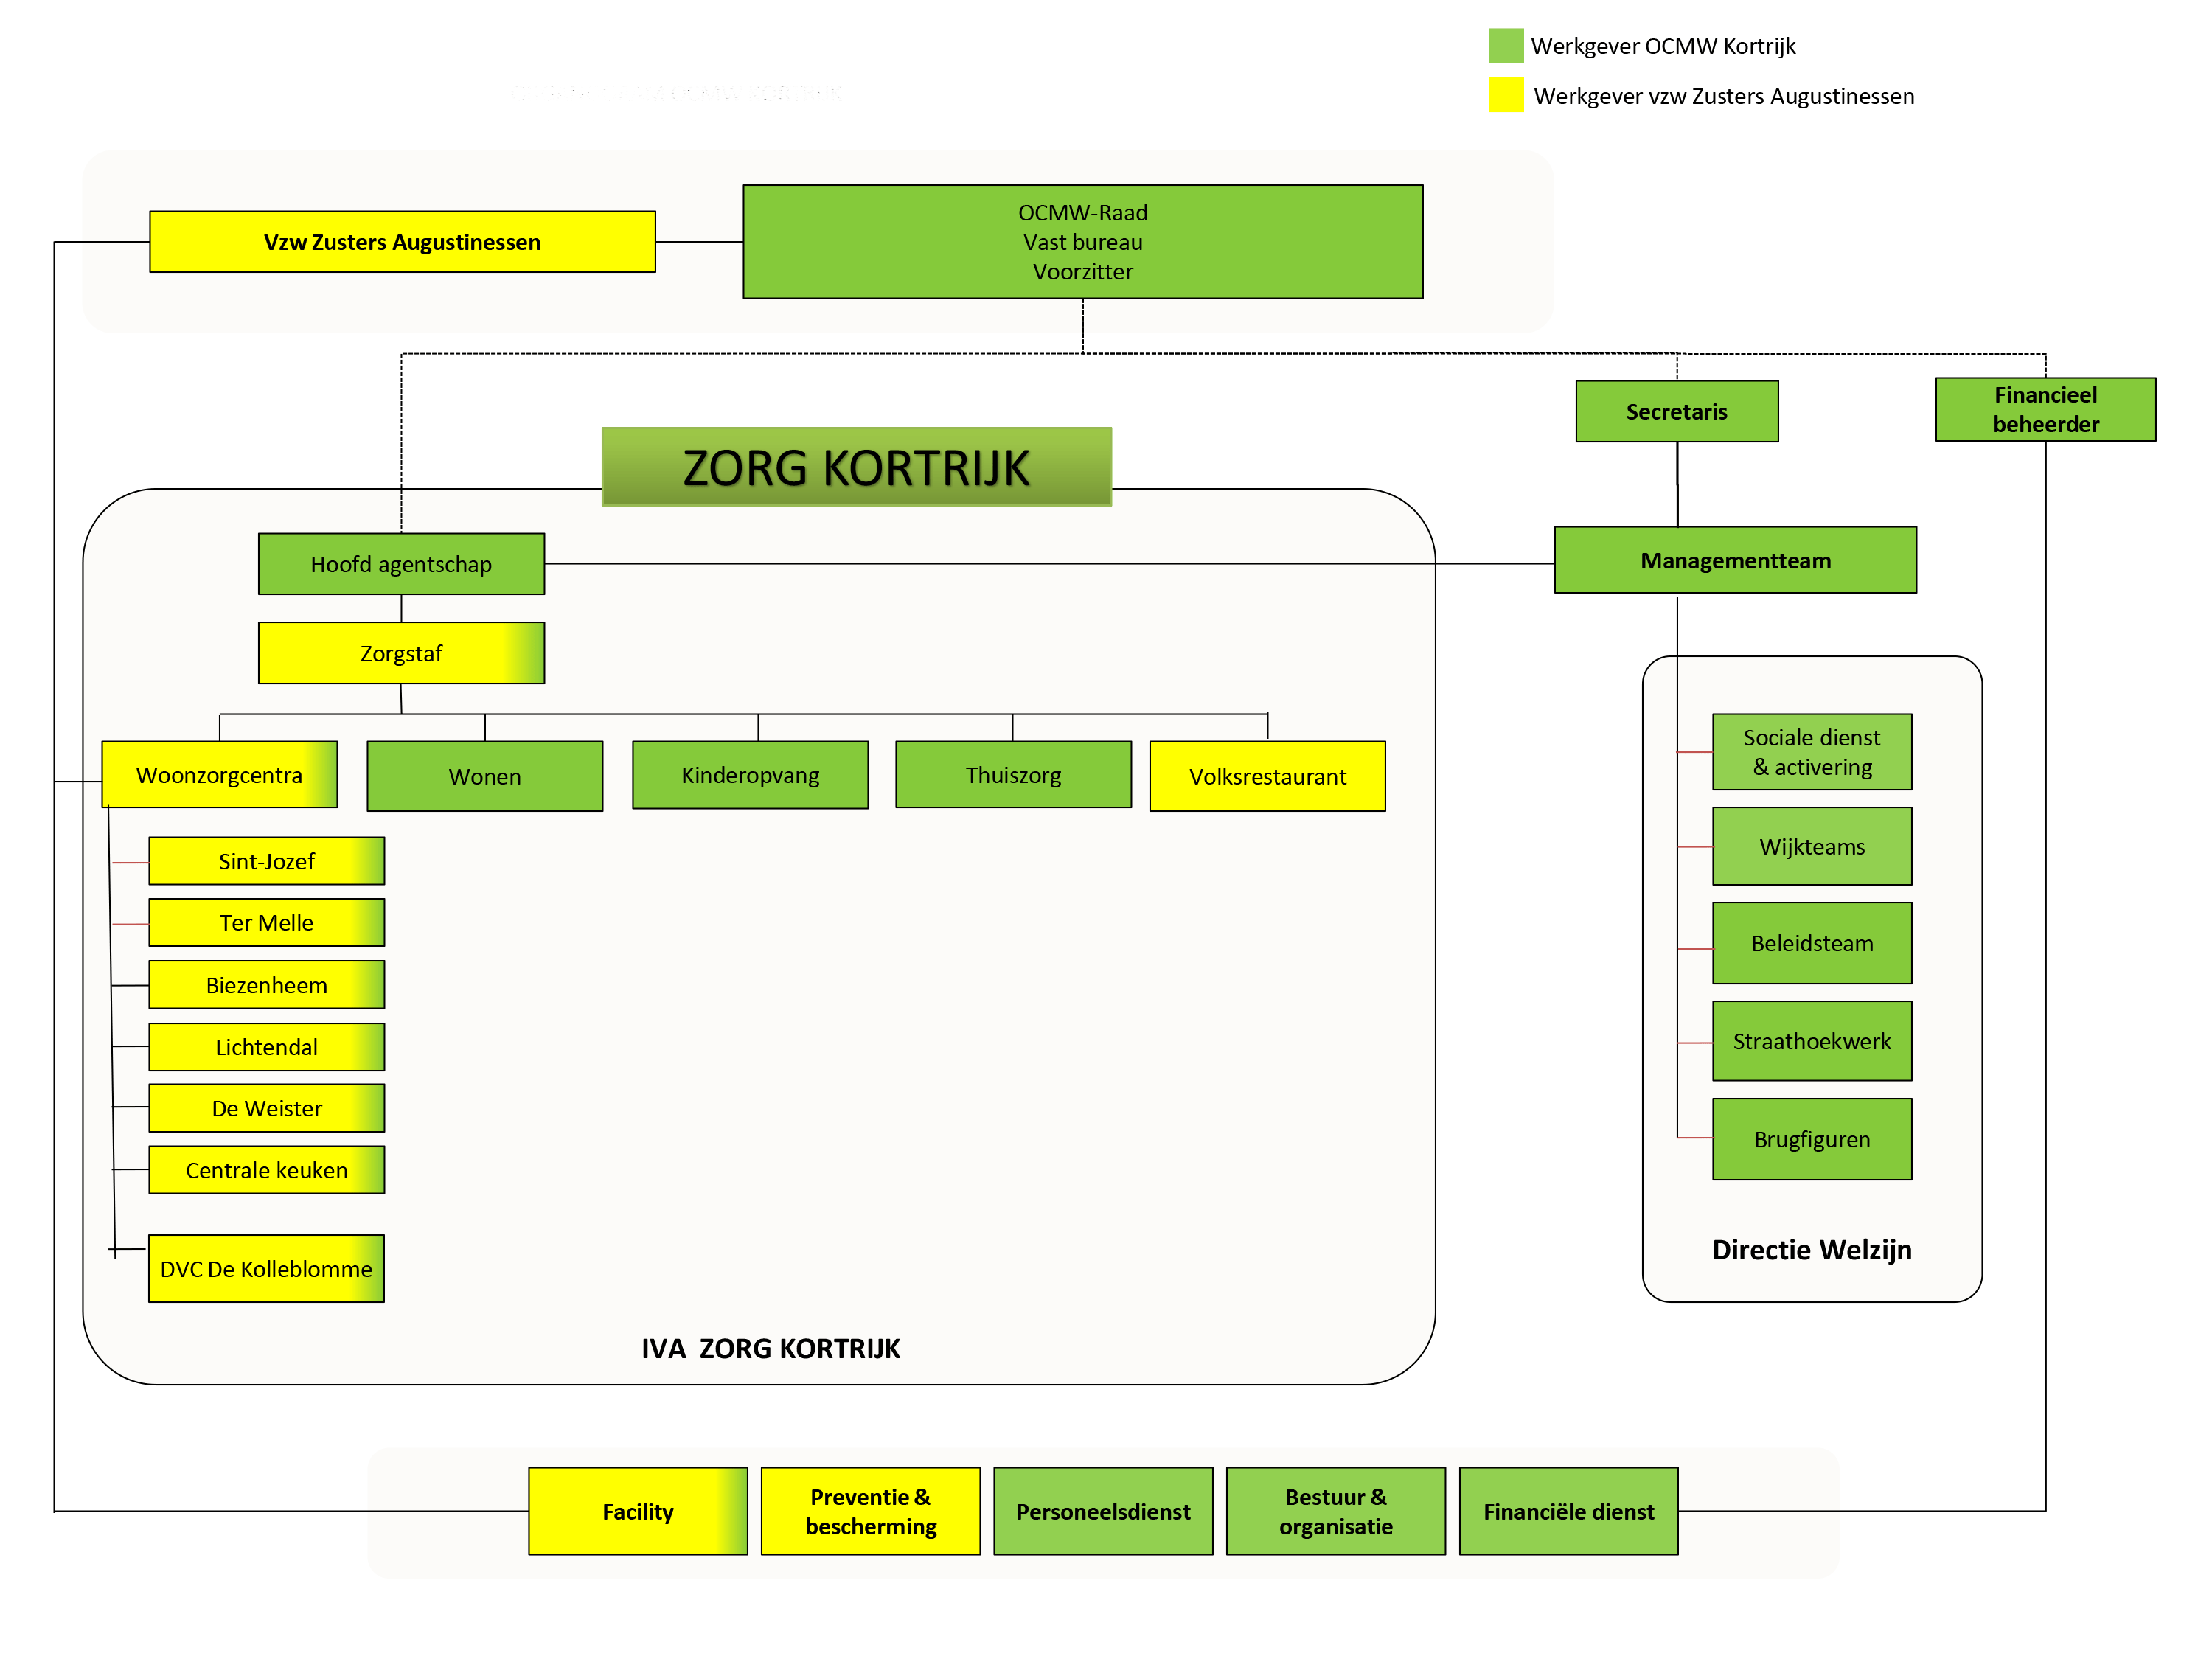 Werkgever OCMW Kortrijk
Werkgever vzw Zusters Augustinessen
Vzw Zusters Augustinessen
OCMW-Raad
Vast bureau
Voorzitter
Secretaris
Financieel
beheerder
ZORG KORTRIJK
Hoofd agentschap
Managementteam
Zorgstaf
Woonzorgcentra
Wonen
Kinderopvang
Thuiszorg
Volksrestaurant
Sint-Jozef
Ter Melle
Biezenheem
Lichtendal
De Weister
Centrale keuken
DVC De Kolleblomme
IVA ZORG KORTRIJK
Sociale dienst
& activering
Wijkteams
Beleidsteam
Straathoekwerk
Brugfiguren
Directie Welzijn
Facility
Preventie &
bescherming
Personeelsdienst
Bestuur &
organisatie
Financiële dienst